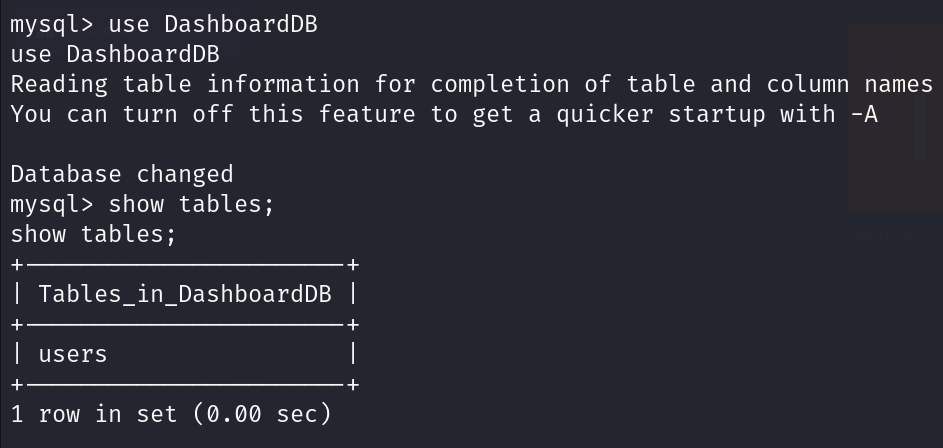 mysql> use DashboardDB
use DashboardDB
Reading table information for completion of table and column names
You can turn off this feature to get a quicker startup with -A
Database changed
mysql> show tables;
show tables;
+-----------------------+
| Tables_in_DashboardDB |
+-----------------------+
| users                 |
+-----------------------+
1 row in set (0.00 sec)